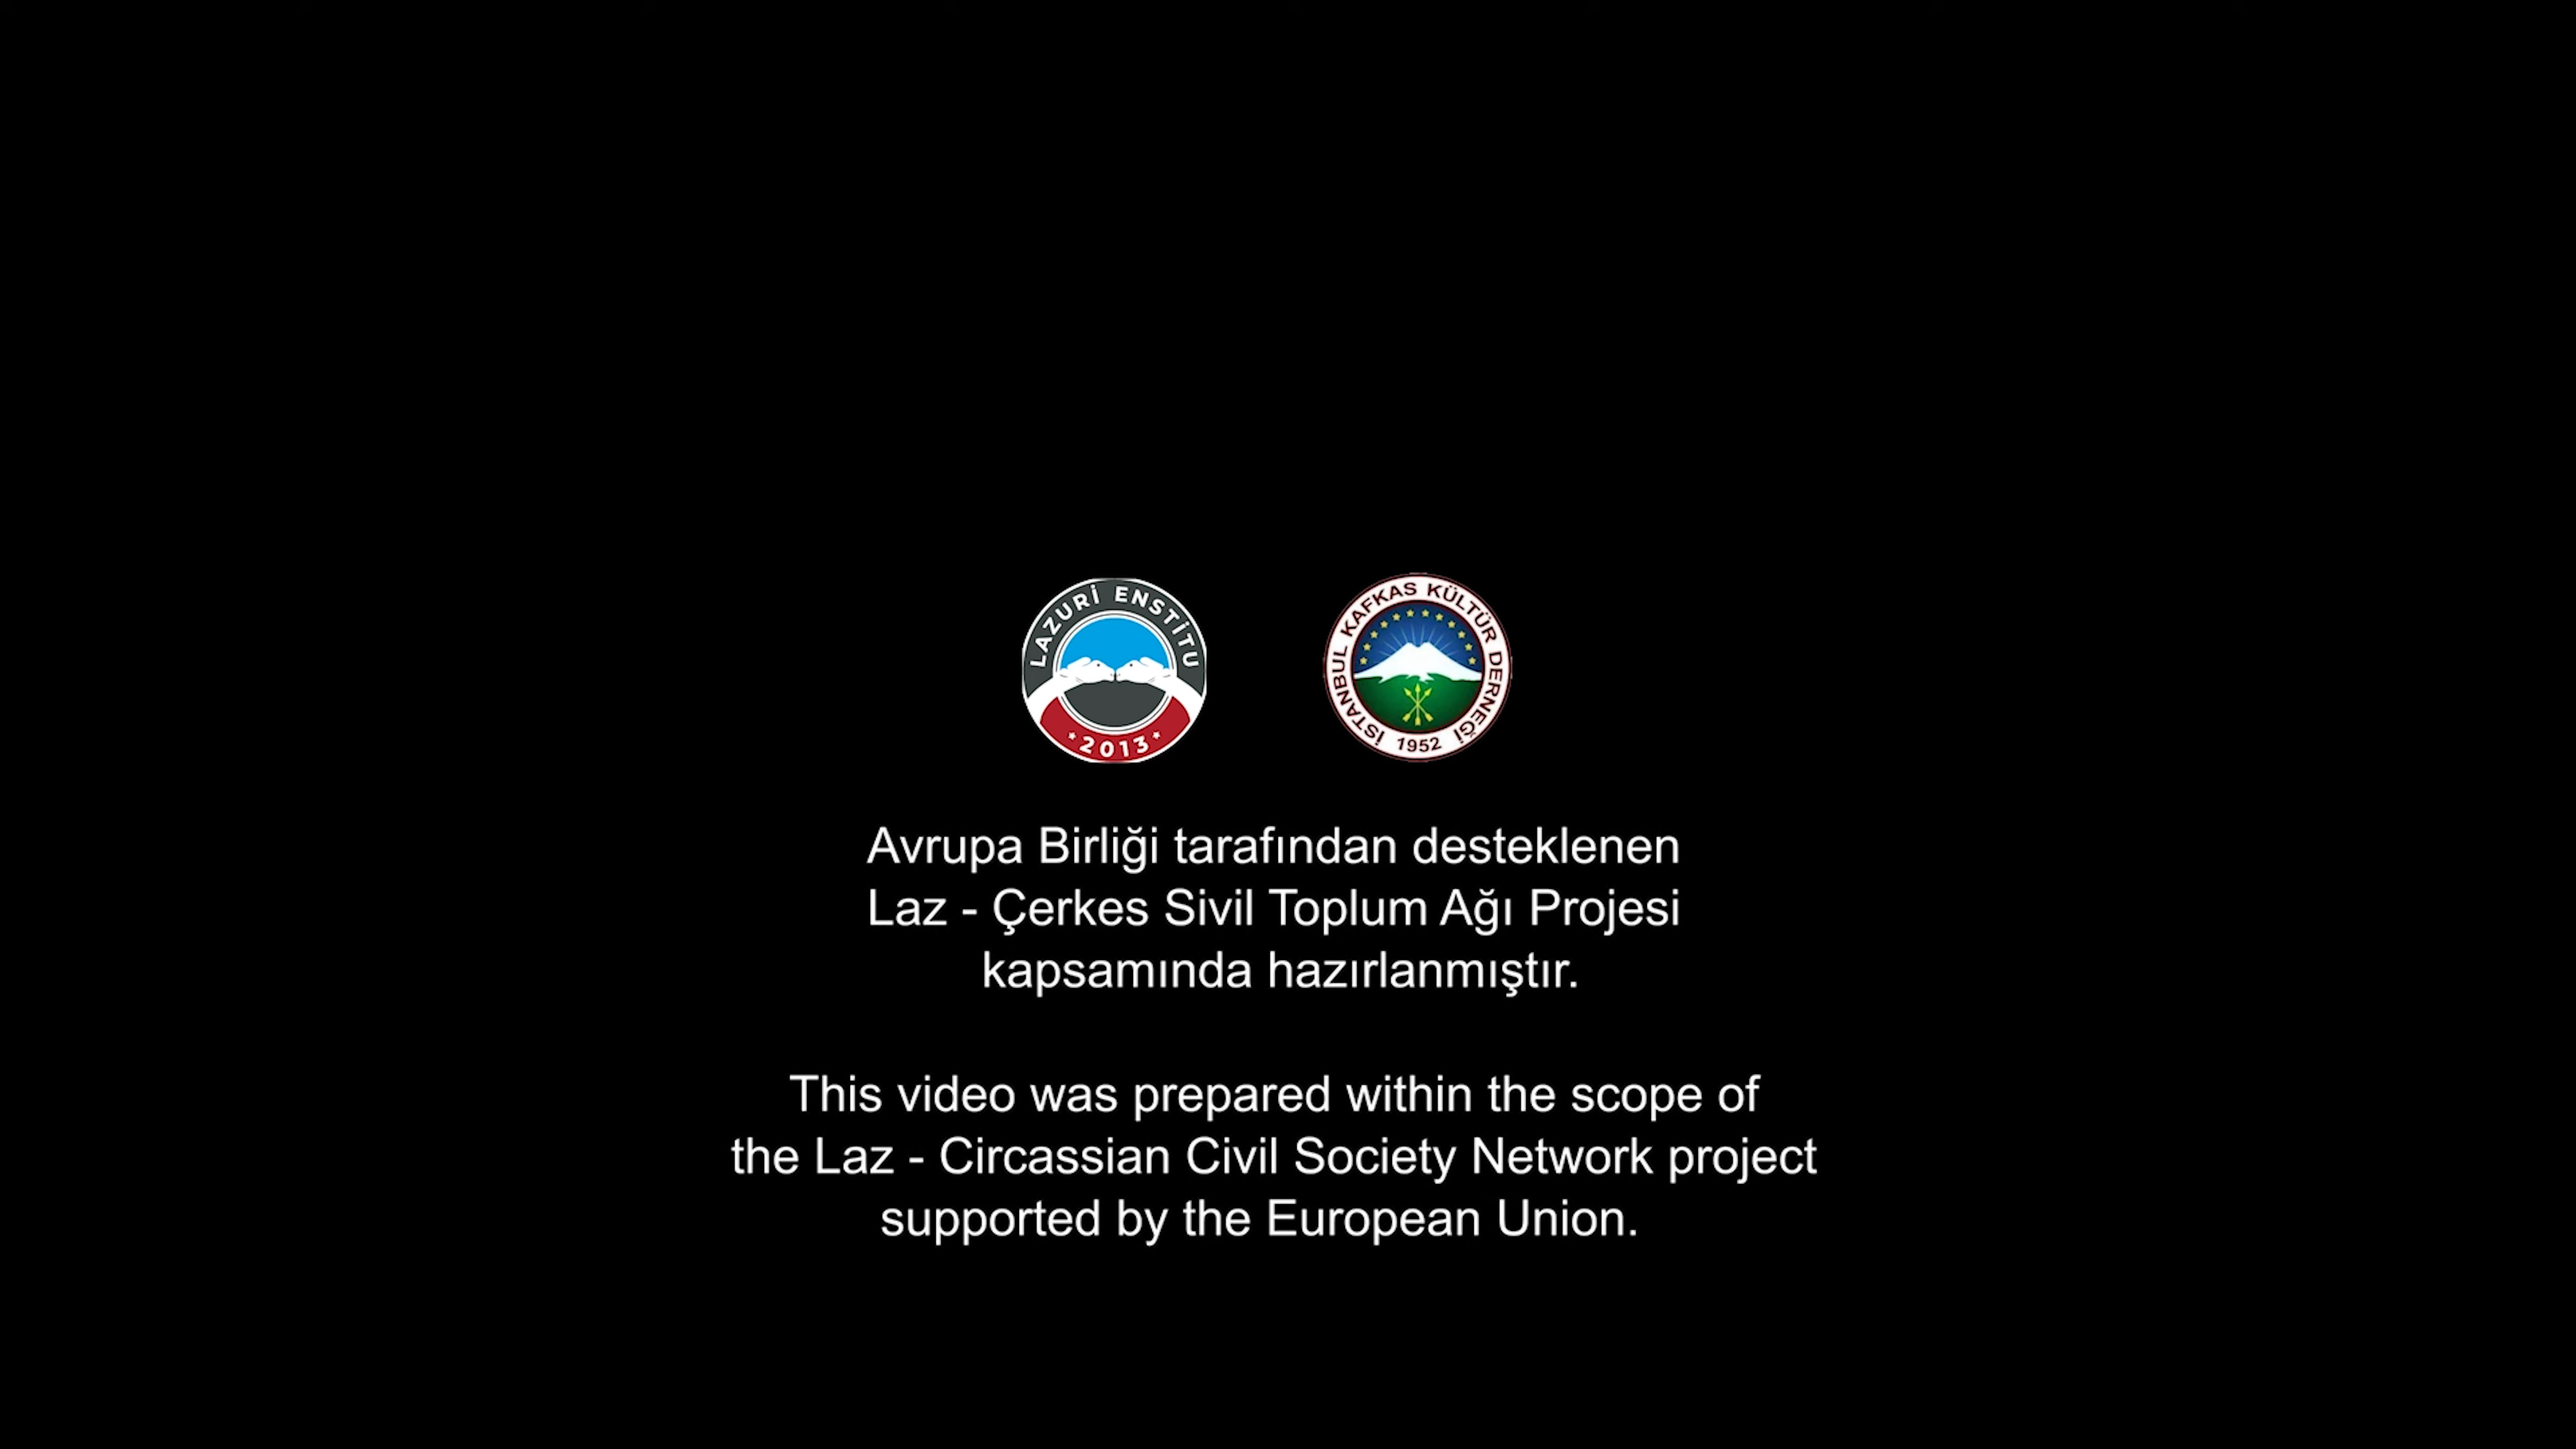 LAZURİ ENSTİTU
* 2013 *
İSTANBUL KAFKAS KÜLTÜR DERNEĞİ
1952
Avrupa Birliği tarafından desteklenen
Laz - Çerkes Sivil Toplum Ağı Projesi
kapsamında hazırlanmıştır.
This video was prepared within the scope of
the Laz - Circassian Civil Society Network project
supported by the European Union.